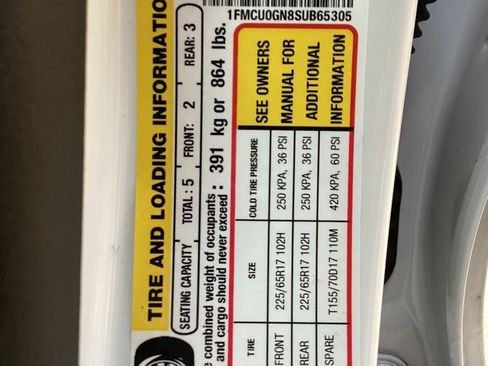 1FMCU0GN8SUB65305
TIRE AND LOADING INFORMATIO
SEATING CAPACITY TOTAL : 5 FRONT: 2 REAR: 3
combined weight of occupants
and cargo should never exceed : 391 kg or 864 lbs.
TIRE SIZE COLD TIRE PRESSURE
FRONT 225/65R17 102H 250 KPA, 36 PSI
REAR 225/65R17 102H 250 KPA, 36 PSI
SPARE T155/70D17 110M 420 KPA, 60 PSI
SEE OWNERS
MANUAL FOR
ADDITIONAL
INFORMATION